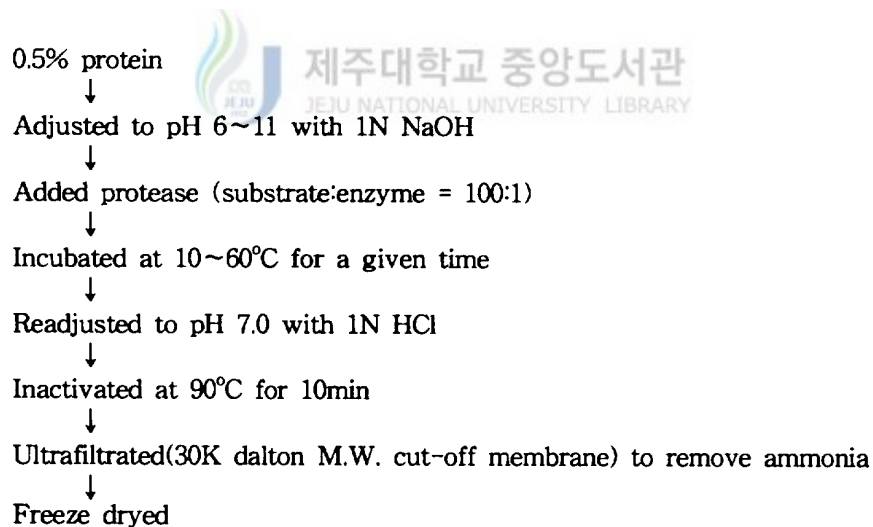 제주대학교 중앙도서관
JEJU NATIONAL UNIVERSITY LIBRARY
JEJU
0.5% protein
↓
Adjusted to pH 6~11 with 1N NaOH
↓
Added protease (substrate:enzyme = 100:1)
↓
Incubated at 10~60°C for a given time
↓
Readjusted to pH 7.0 with 1N HCl
↓
Inactivated at 90°C for 10min
↓
Ultrafiltrated(30K dalton M.W. cut-off membrane) to remove ammonia
↓
Freeze dryed